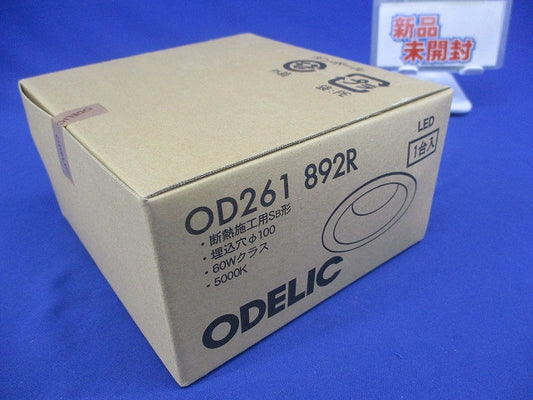 新品
未開封
ODELIC
LED
1台入
OD261 892R
・断熱施工用SB形
・埋込穴φ100
・60Wクラス
・5000K
ODELIC